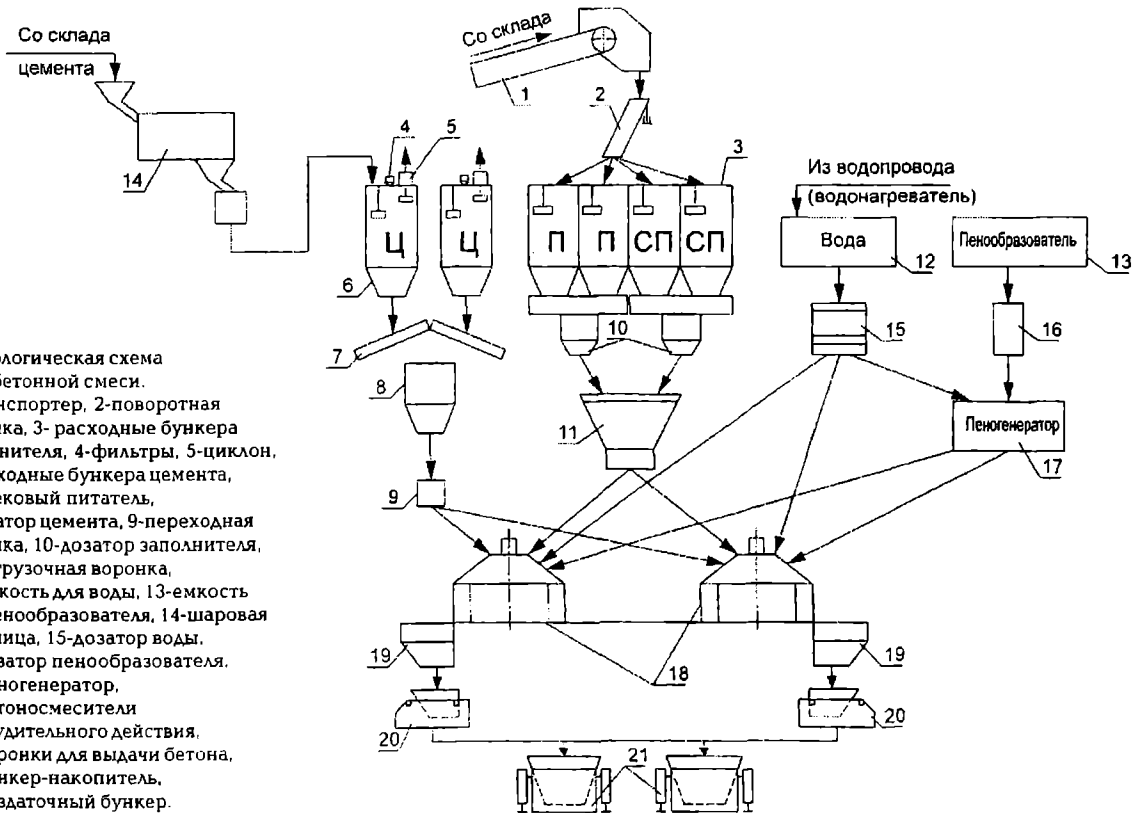 Со склада
цемента
Со склада
1
2
3
4
5
14
Из водопровода
(водонагреватель)
Ц
Ц
П
П
СП
СП
Вода
Пенообразователь
6
12
13
7
10
15
16
8
11
Пеногенератор
17
9
ологическая схема
бетонной смеси.
нспортер, 2-поворотная
ка, 3- расходные бункера
нителя, 4-фильтры, 5-циклон,
ходные бункера цемента,
ековый питатель,
атор цемента, 9-переходная
нка, 10-дозатор заполнителя,
грузочная воронка,
кость для воды, 13-емкость
енообразователя, 14-шаровая
ница, 15-дозатор воды,
затор пенообразователя,
ногенератор,
тоносмесители
удительного действия,
ронки для выдачи бетона,
нкер-накопитель,
здаточный бункер.
19
18
19
20
20
21